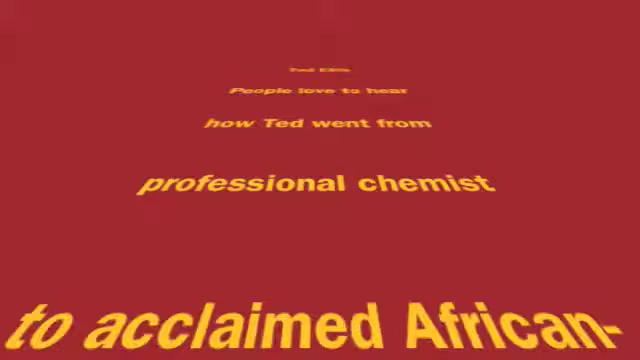 Ted Ellis
People love to hear
how Ted went from
professional chemist
to acclaimed African-